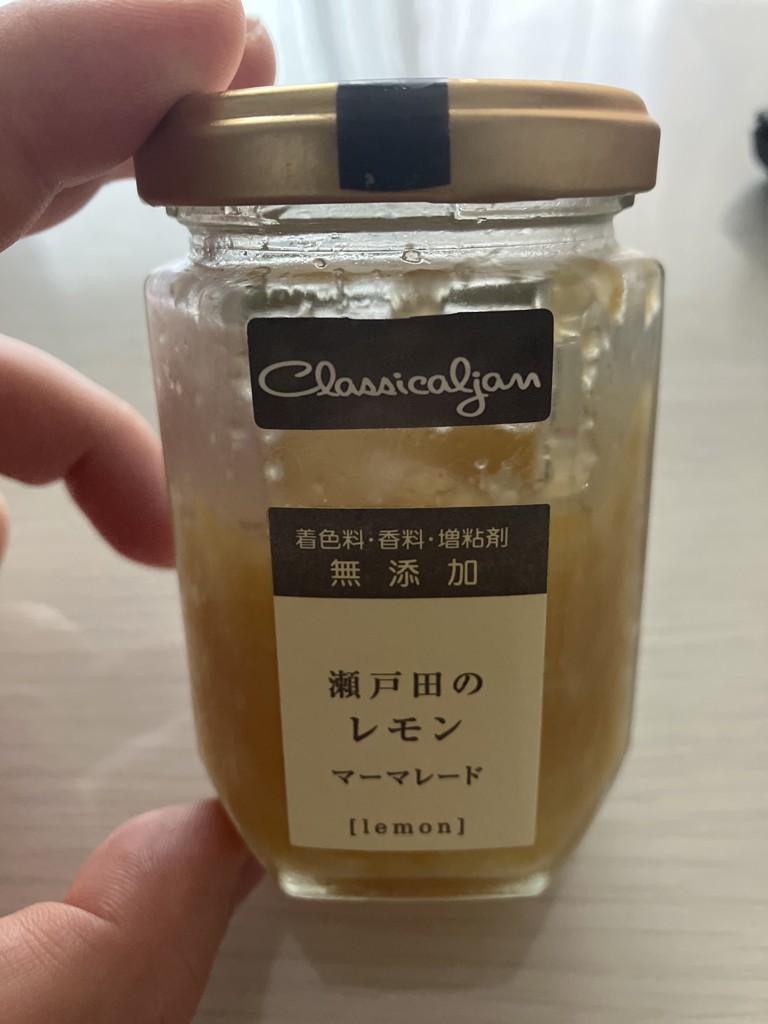 Classicaljam
着色料・香料・増粘剤
無添加
瀬戸田の
レモン
マーマレード
[lemon]